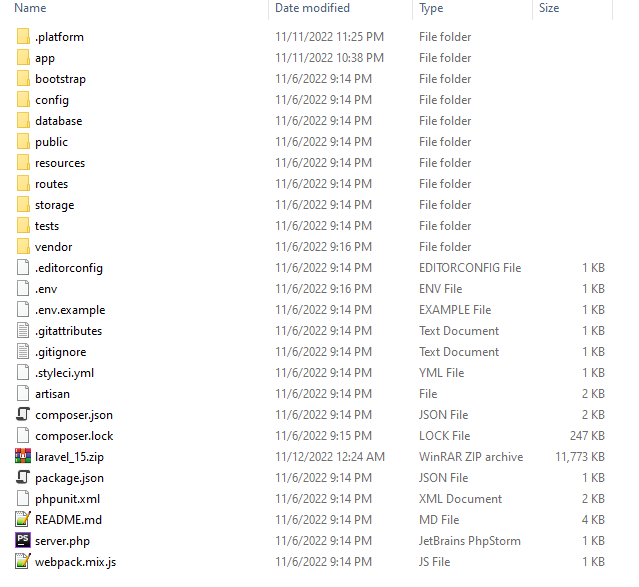 Name Date modified Type Size
.platform 11/11/2022 11:25 PM File folder
app 11/11/2022 10:38 PM File folder
bootstrap 11/6/2022 9:14 PM File folder
config 11/6/2022 9:14 PM File folder
database 11/6/2022 9:14 PM File folder
public 11/6/2022 9:14 PM File folder
resources 11/6/2022 9:14 PM File folder
routes 11/6/2022 9:14 PM File folder
storage 11/6/2022 9:14 PM File folder
tests 11/6/2022 9:14 PM File folder
vendor 11/6/2022 9:16 PM File folder
.editorconfig 11/6/2022 9:14 PM EDITORCONFIG File 1 KB
.env 11/6/2022 9:16 PM ENV File 1 KB
.env.example 11/6/2022 9:14 PM EXAMPLE File 1 KB
.gitattributes 11/6/2022 9:14 PM Text Document 1 KB
.gitignore 11/6/2022 9:14 PM Text Document 1 KB
.styleci.yml 11/6/2022 9:14 PM YML File 1 KB
artisan 11/6/2022 9:14 PM File 2 KB
composer.json 11/6/2022 9:14 PM JSON File 2 KB
composer.lock 11/6/2022 9:15 PM LOCK File 247 KB
laravel_15.zip 11/12/2022 12:24 AM WinRAR ZIP archive 11,773 KB
package.json 11/6/2022 9:14 PM JSON File 1 KB
phpunit.xml 11/6/2022 9:14 PM XML Document 2 KB
README.md 11/6/2022 9:14 PM MD File 4 KB
PS server.php 11/6/2022 9:14 PM JetBrains PhpStorm 1 KB
webpack.mix.js 11/6/2022 9:14 PM JS File 1 KB